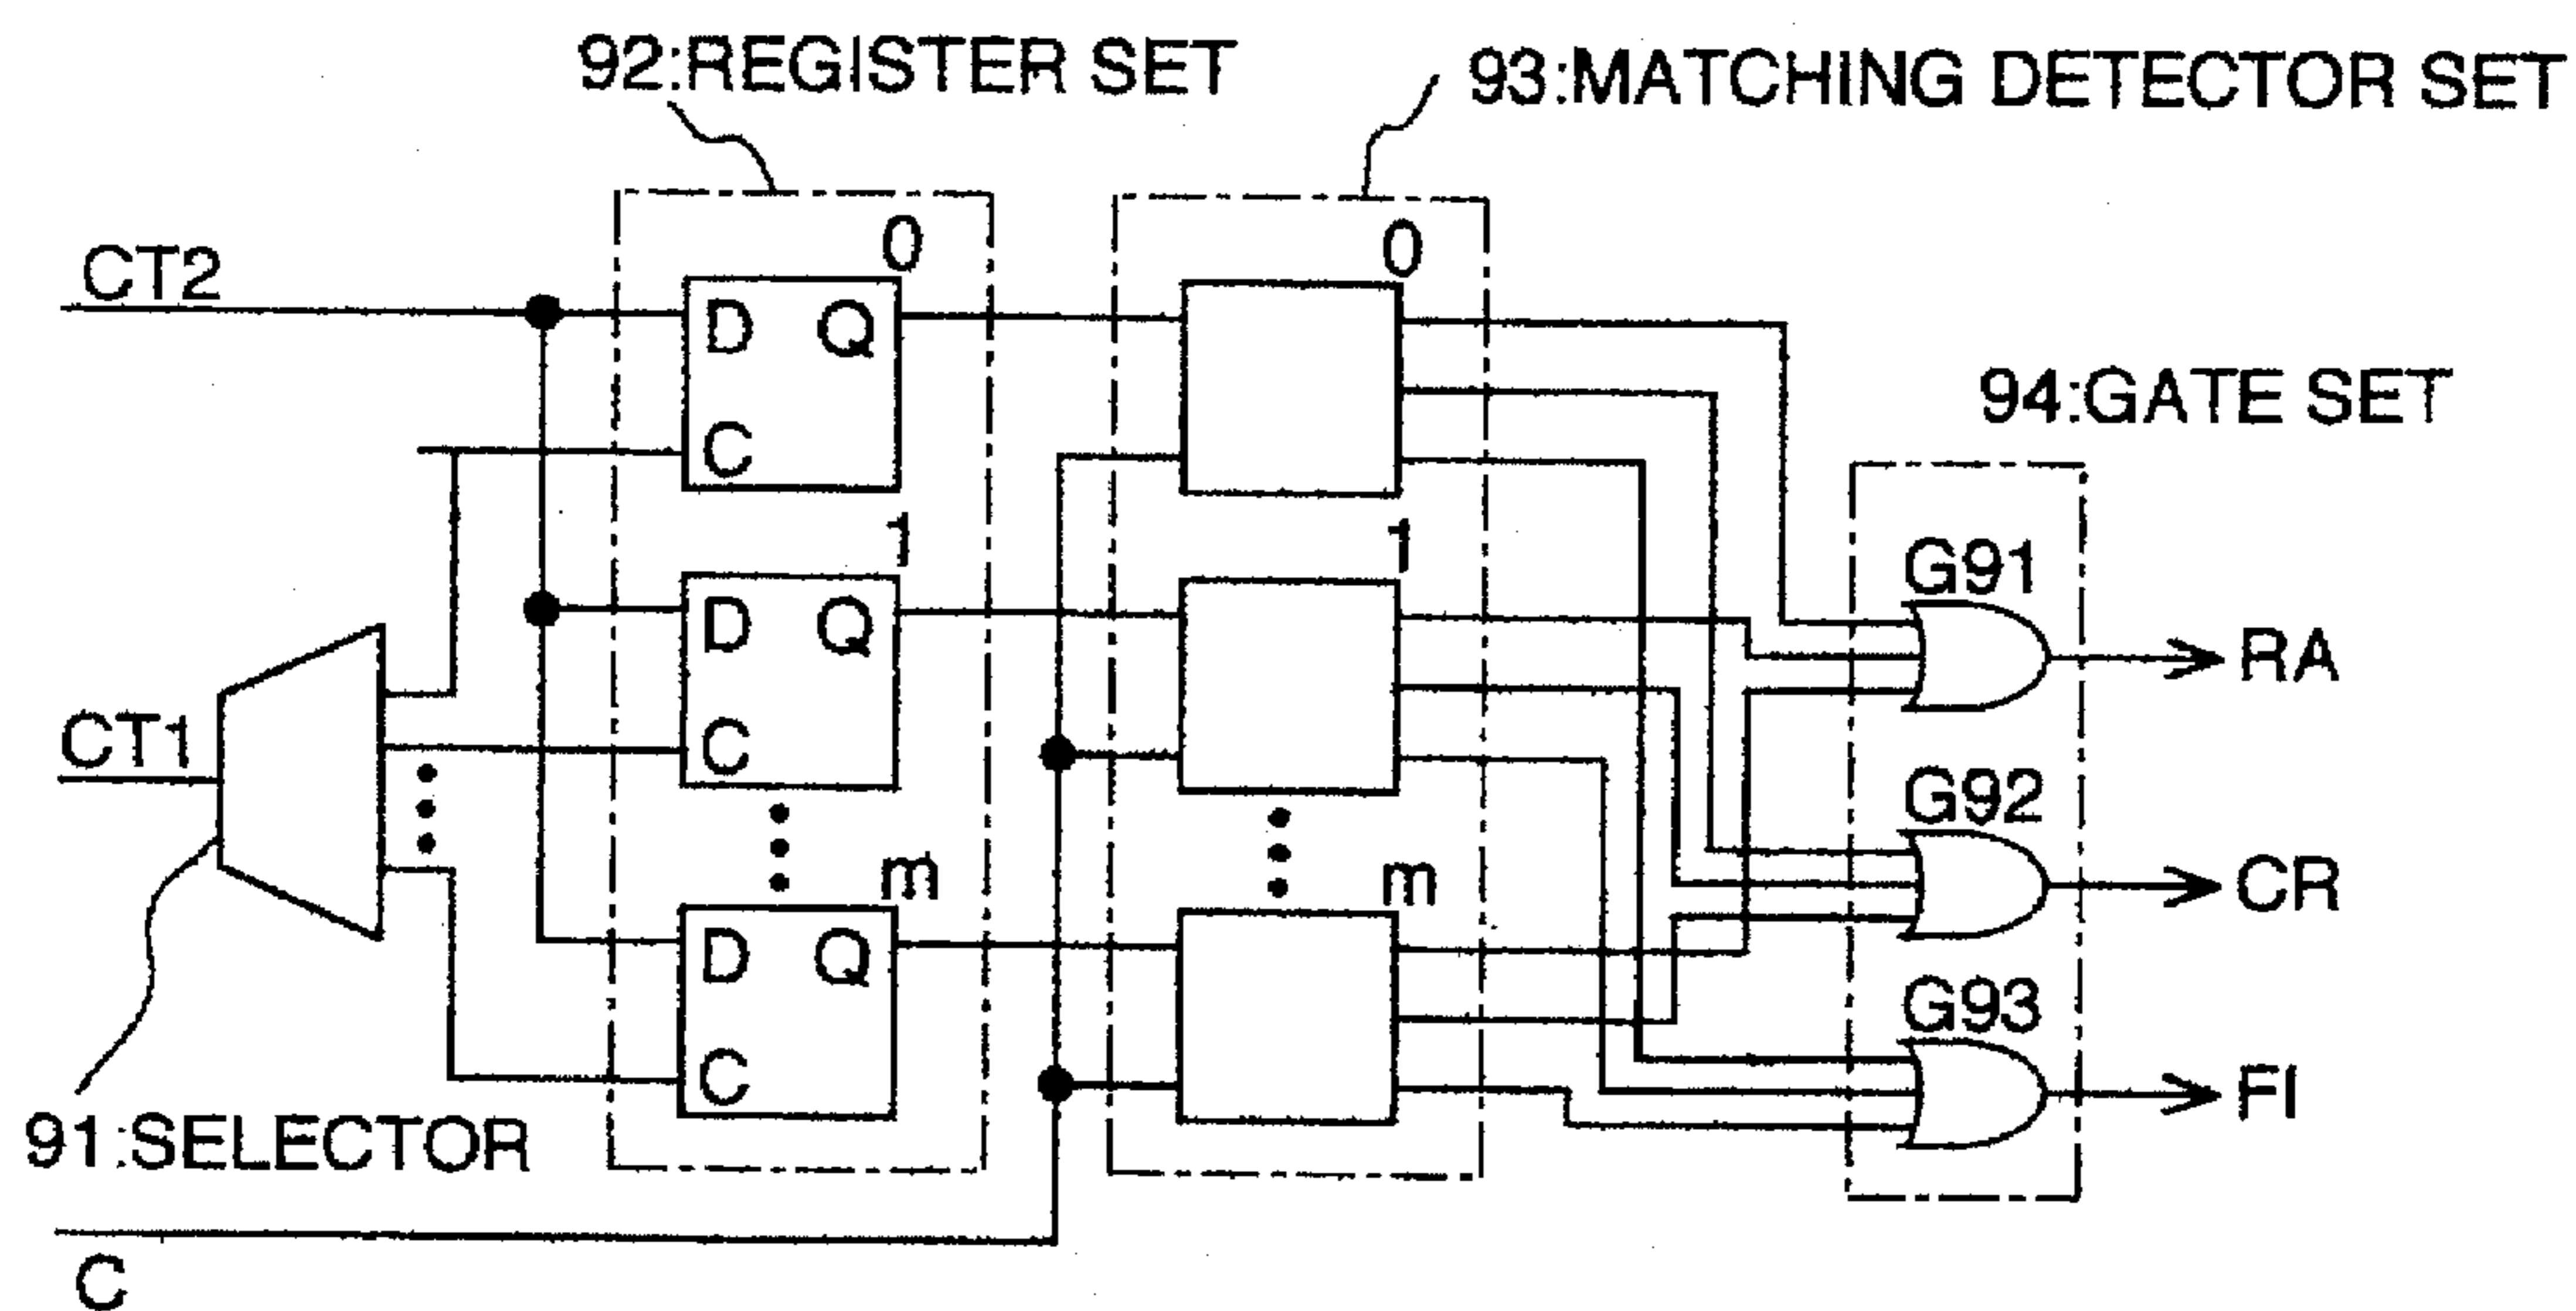 92:REGISTER SET
93:MATCHING DETECTOR SET
CT2
0
0
D Q
C
94:GATE SET
1
1
G91
D Q
RA
CT1
C
G92
m
m
CR
D Q
G93
C
FI
91:SELECTOR
C